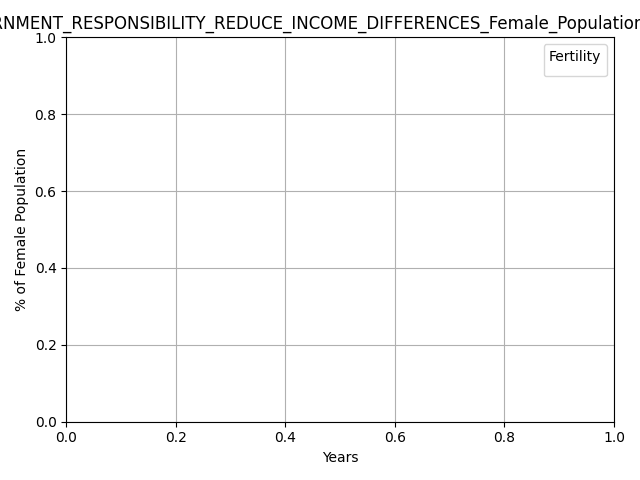 RNMENT_RESPONSIBILITY_REDUCE_INCOME_DIFFERENCES_Female_Population
Fertility
1.0
0.8
0.6
0.4
0.2
0.0
% of Female Population
0.0 0.2 0.4 0.6 0.8 1.0
Years